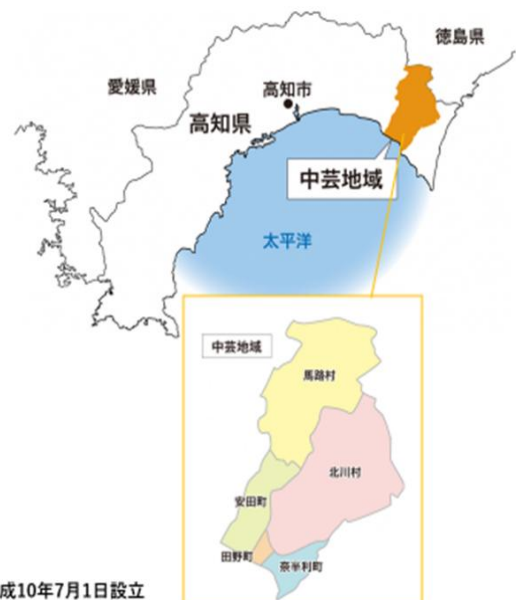 徳島県
愛媛県
高知市
高知県
中芸地域
太平洋
中芸地域
馬路村
北川村
安田町
田野町
奈半利町
成10年7月1日設立